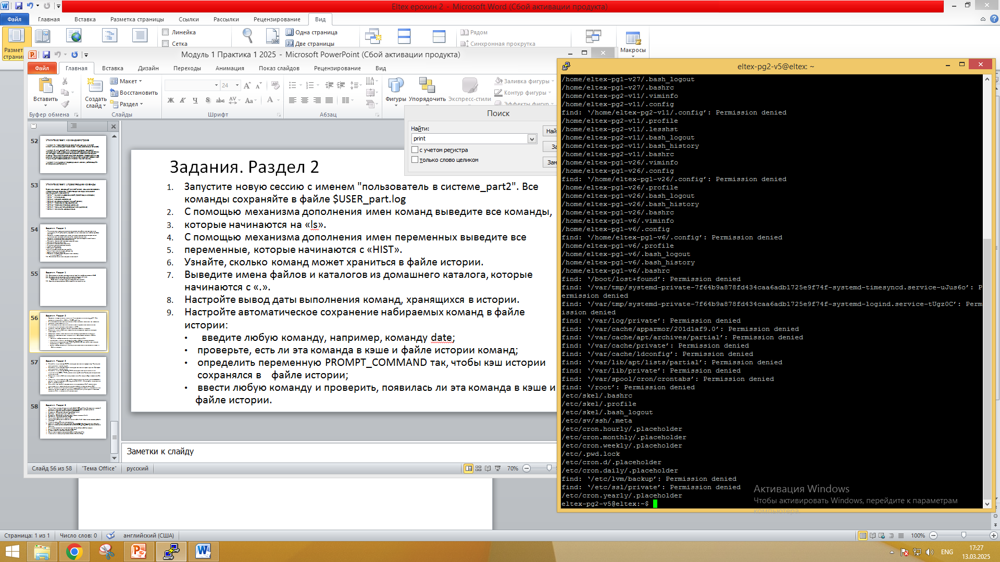 Eltex ерохин 2 - Microsoft Word (Сбой активации продукта)
Файл
Главная
Вставка
Разметка страницы
Ссылки
Рассылки
Рецензирование
Вид
Линейка
Сетка
Одна страница
Две страницы
Рядом
Синхронная прокрутка
Макросы
Модуль 1 Практика 1 2025 - Microsoft PowerPoint (Сбой активации продукта)
Файл
Главная
Вставка
Дизайн
Переходы
Анимация
Показ слайдов
Рецензирование
Вид
Вставить
Буфер обмена
Создать слайд
Макет
Восстановить
Раздел
Слайды
24
Шрифт
Абзац
Фигуры
Упорядочить
Экспресс-стили
Заливка фигуры
Контур фигуры
Поиск
Найти:
print
с учетом регистра
только слово целиком
52
53
54
55
56
57
58
Задания. Раздел 2
1. Запустите новую сессию с именем "пользователь в системе_part2". Все
команды сохраняйте в файле $USER_part.log
2. С помощью механизма дополнения имен команд выведите все команды,
3. которые начинаются на «ls».
4. С помощью механизма дополнения имен переменных выведите все
5. переменные, которые начинаются с «HIST».
6. Узнайте, сколько команд может храниться в файле истории.
7. Выведите имена файлов и каталогов из домашнего каталога, которые
начинаются с «.».
8. Настройте вывод даты выполнения команд, хранящихся в истории.
9. Настройте автоматическое сохранение набираемых команд в файле
истории:
• введите любую команду, например, команду date;
• проверьте, есть ли эта команда в кэше и файле истории команд;
• определить переменную PROMPT_COMMAND так, чтобы кэш истории
сохранялся в файле истории;
• ввести любую команду и проверить, появилась ли эта команда в кэше и
файле истории.
Заметки к слайду
Слайд 56 из 58
"Тема Office"
русский
70%
eltex-pg2-v5@eltex: ~
/home/eltex-pg1-v27/.bash_logout
/home/eltex-pg1-v27/.bashrc
/home/eltex-pg2-v11/.viminfo
/home/eltex-pg2-v11/.config
find: ‘/home/eltex-pg2-v11/.config’: Permission denied
/home/eltex-pg2-v11/.profile
/home/eltex-pg2-v11/.lesshst
/home/eltex-pg2-v11/.bash_logout
/home/eltex-pg2-v11/.bash_history
/home/eltex-pg2-v11/.bashrc
/home/eltex-pg1-v26/.viminfo
/home/eltex-pg1-v26/.config
find: ‘/home/eltex-pg1-v26/.config’: Permission denied
/home/eltex-pg1-v26/.profile
/home/eltex-pg1-v26/.bash_logout
/home/eltex-pg1-v26/.bash_history
/home/eltex-pg1-v26/.bashrc
/home/eltex-pg1-v6/.viminfo
/home/eltex-pg1-v6/.config
find: ‘/home/eltex-pg1-v6/.config’: Permission denied
/home/eltex-pg1-v6/.profile
/home/eltex-pg1-v6/.bash_logout
/home/eltex-pg1-v6/.bash_history
/home/eltex-pg1-v6/.bashrc
find: ‘/boot/lost+found’: Permission denied
find: ‘/var/tmp/systemd-private-7f64b9a878fd434caa6adb1725e9f74f-systemd-timesyncd.service-uJus6o’: P
ermission denied
find: ‘/var/tmp/systemd-private-7f64b9a878fd434caa6adb1725e9f74f-systemd-logind.service-tUgz0C’: Perm
ission denied
find: ‘/var/log/private’: Permission denied
find: ‘/var/cache/apparmor/201d1af9.0’: Permission denied
find: ‘/var/cache/apt/archives/partial’: Permission denied
find: ‘/var/cache/private’: Permission denied
find: ‘/var/cache/ldconfig’: Permission denied
find: ‘/var/lib/apt/lists/partial’: Permission denied
find: ‘/var/lib/private’: Permission denied
find: ‘/var/spool/cron/crontabs’: Permission denied
find: ‘/root’: Permission denied
/etc/skel/.bashrc
/etc/skel/.profile
/etc/skel/.bash_logout
/etc/sv/ssh/.meta
/etc/cron.hourly/.placeholder
/etc/cron.monthly/.placeholder
/etc/cron.weekly/.placeholder
/etc/.pwd.lock
/etc/cron.d/.placeholder
/etc/cron.daily/.placeholder
find: ‘/etc/lvm/backup’: Permission denied
find: ‘/etc/ssl/private’: Permission denied
/etc/cron.yearly/.placeholder
eltex-pg2-v5@eltex:~$
Активация Windows
Чтобы активировать Windows, перейдите к параметрам
компьютера.
Страница: 1 из 1
Число слов: 0
английский (США)
100%
ENG
17:27
13.03.2025